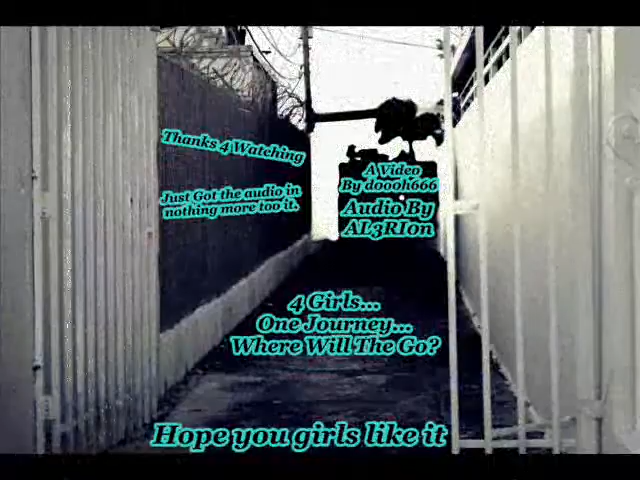 Thanks 4 Watching
Just Got the audio in
nothing more too it.
A Video
By doooh666
Audio By
AL3RIon
4 Girls...
One Journey...
Where Will The Go?
Hope you girls like it